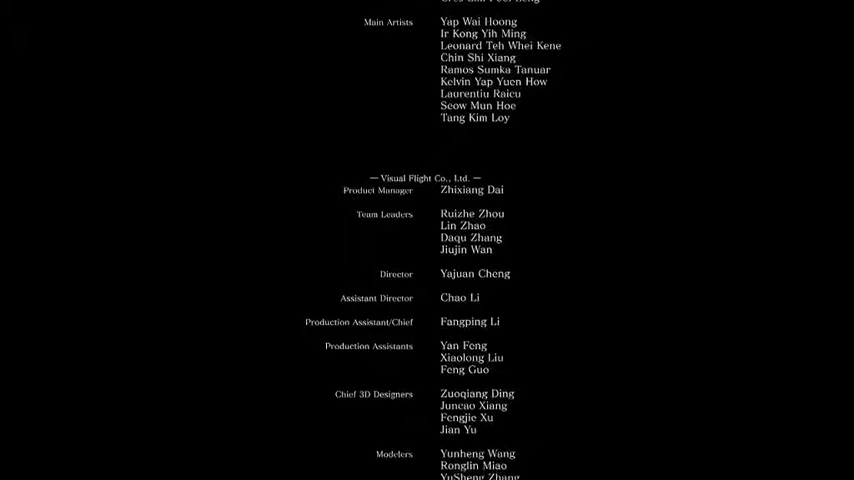 Main Artists Yap Wai Hoong
Ir Kong Yih Ming
Leonard Teh Whei Kene
Chin Shi Xiang
Ramos Sumka Tanuar
Kelvin Yap Yuen How
Laurentiu Raicu
Seow Mun Hoe
Tang Kim Loy
— Visual Flight Co., Ltd. —
Product Manager Zhixiang Dai
Team Leaders Ruizhe Zhou
Lin Zhao
Daqu Zhang
Jiujin Wan
Director Yajuan Cheng
Assistant Director Chao Li
Production Assistant/Chief Fangping Li
Production Assistants Yan Feng
Xiaolong Liu
Feng Guo
Chief 3D Designers Zuoqiang Ding
Juncao Xiang
Fengjie Xu
Jian Yu
Modelers Yunheng Wang
Ronglin Miao
YuSheng Zhang